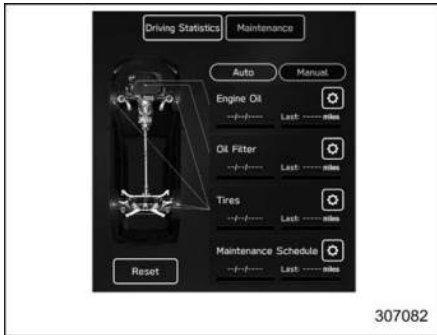 Driving Statistics
Maintenance
Auto
Manual
Engine Oil
--/--/----
Last: ----- miles
Oil Filter
--/--/----
Last: ----- miles
Tires
--/--/----
Last: ----- miles
Maintenance Schedule
--/--/----
Last: ----- miles
Reset
307082